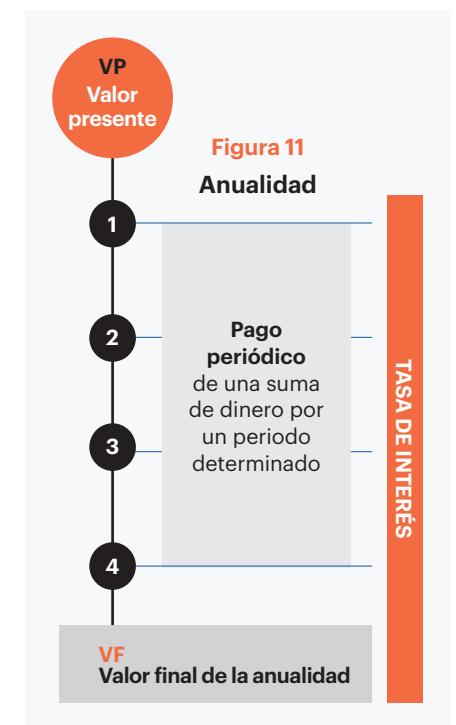 VP
Valor
presente
Figura 11
Anualidad
1
2
3
4
Pago
periódico
de una suma
de dinero por
un periodo
determinado
TASA DE INTERÉS
VF
Valor final de la anualidad